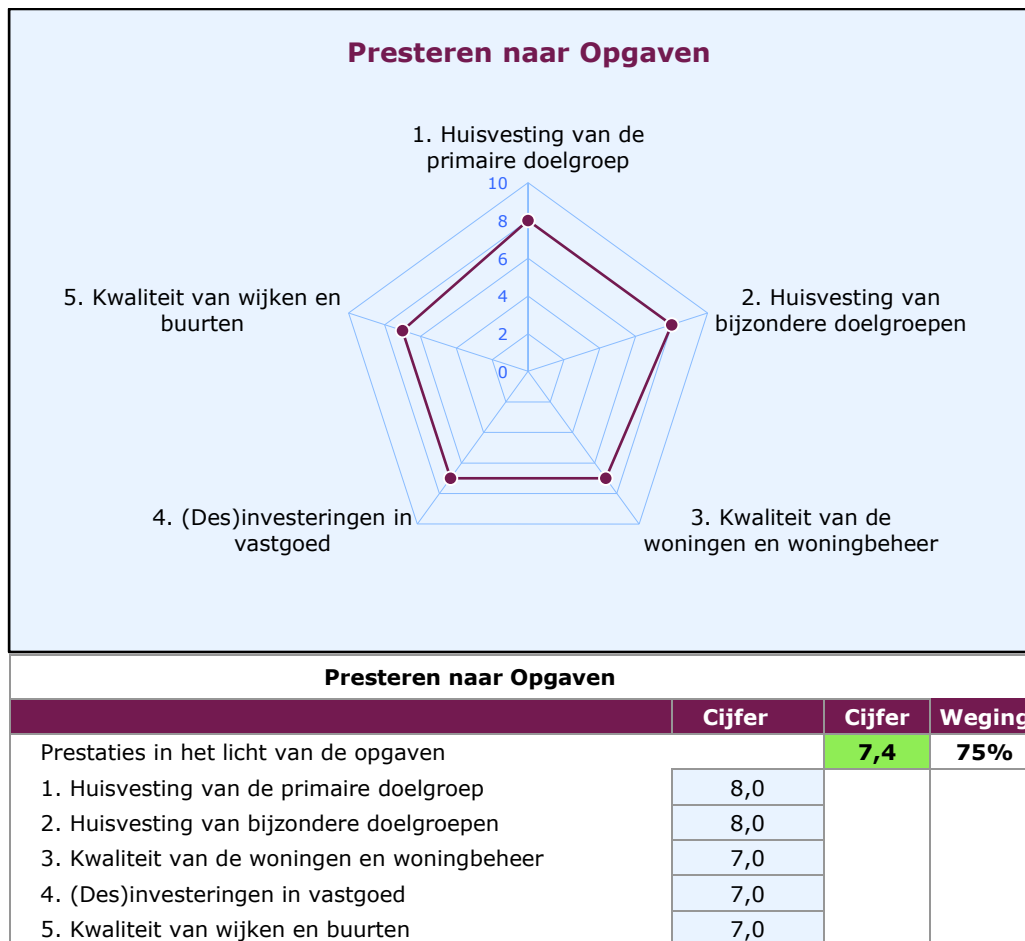 Presteren naar Opgaven
1. Huisvesting van de
primaire doelgroep
10
8
6
4
2
0
5. Kwaliteit van wijken en
buurten
2. Huisvesting van
bijzondere doelgroepen
4. (Des)investeringen in
vastgoed
3. Kwaliteit van de
woningen en woningbeheer
Presteren naar Opgaven
Cijfer Cijfer Weging
Prestaties in het licht van de opgaven 7,4 75%
1. Huisvesting van de primaire doelgroep 8,0
2. Huisvesting van bijzondere doelgroepen 8,0
3. Kwaliteit van de woningen en woningbeheer 7,0
4. (Des)investeringen in vastgoed 7,0
5. Kwaliteit van wijken en buurten 7,0